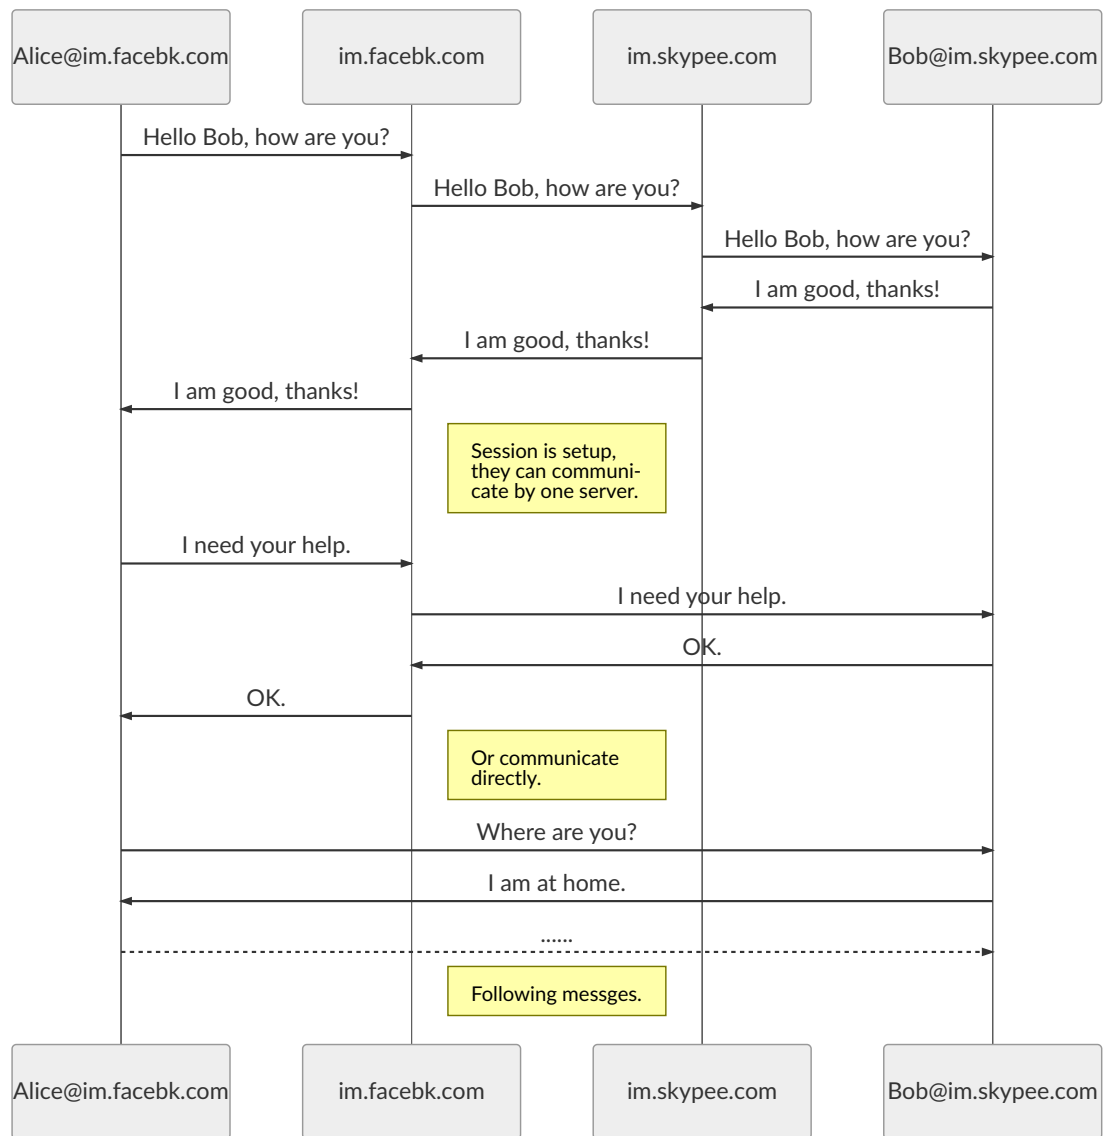 Alice@im.facebk.com
im.facebk.com
im.skypee.com
Bob@im.skypee.com
Hello Bob, how are you?
Hello Bob, how are you?
Hello Bob, how are you?
I am good, thanks!
I am good, thanks!
I am good, thanks!
Session is setup,
they can communi-
cate by one server.
I need your help.
I need your help.
OK.
OK.
Or communicate
directly.
Where are you?
I am at home.
......
Following messges.
Alice@im.facebk.com
im.facebk.com
im.skypee.com
Bob@im.skypee.com